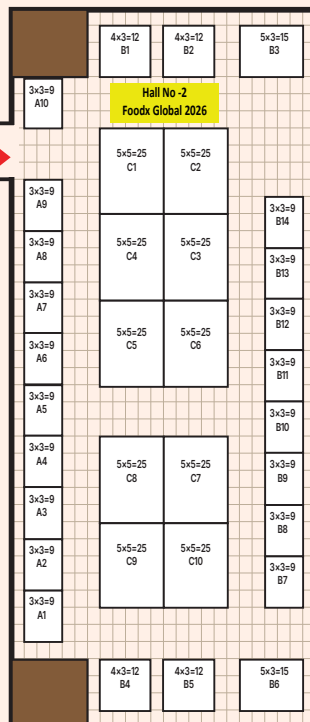 4×3=12
B1
4×3=12
B2
5×3=15
B3
3×3=9
A10
Hall No -2
Foodx Global 2026
5×5=25
C1
5×5=25
C2
3×3=9
A9
3×3=9
B14
3×3=9
A8
5×5=25
C4
5×5=25
C3
3×3=9
B13
3×3=9
A7
3×3=9
B12
3×3=9
A6
5×5=25
C5
5×5=25
C6
3×3=9
B11
3×3=9
A5
3×3=9
B10
3×3=9
A4
5×5=25
C8
5×5=25
C7
3×3=9
B9
3×3=9
A3
3×3=9
B8
3×3=9
A2
5×5=25
C9
5×5=25
C10
3×3=9
B7
3×3=9
A1
4×3=12
B4
4×3=12
B5
5×3=15
B6